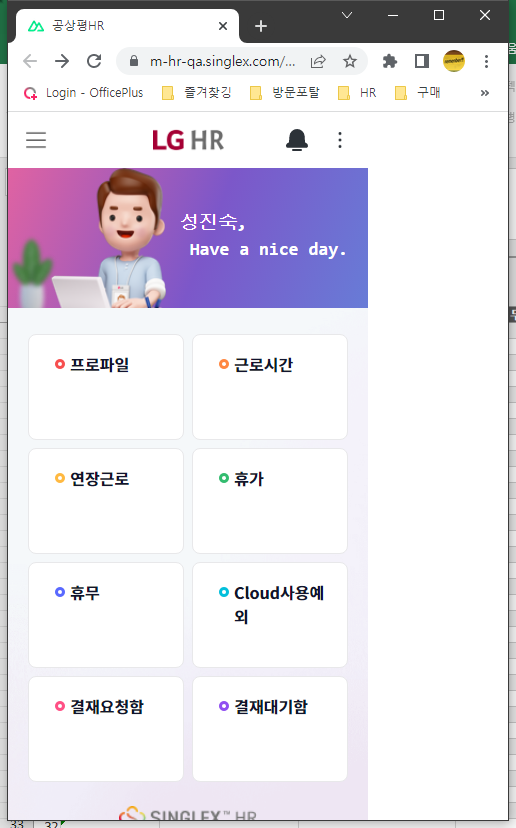 공상평HR
m-hr-qa.singlex.com/...
Login - OfficePlus
즐겨찾깅
방문포탈
HR
구매
»
LG HR
성진숙,
Have a nice day.
프로파일
근로시간
연장근로
휴가
휴무
Cloud사용예
외
결재요청함
결재대기함
SINGLEX™ HR
33
32